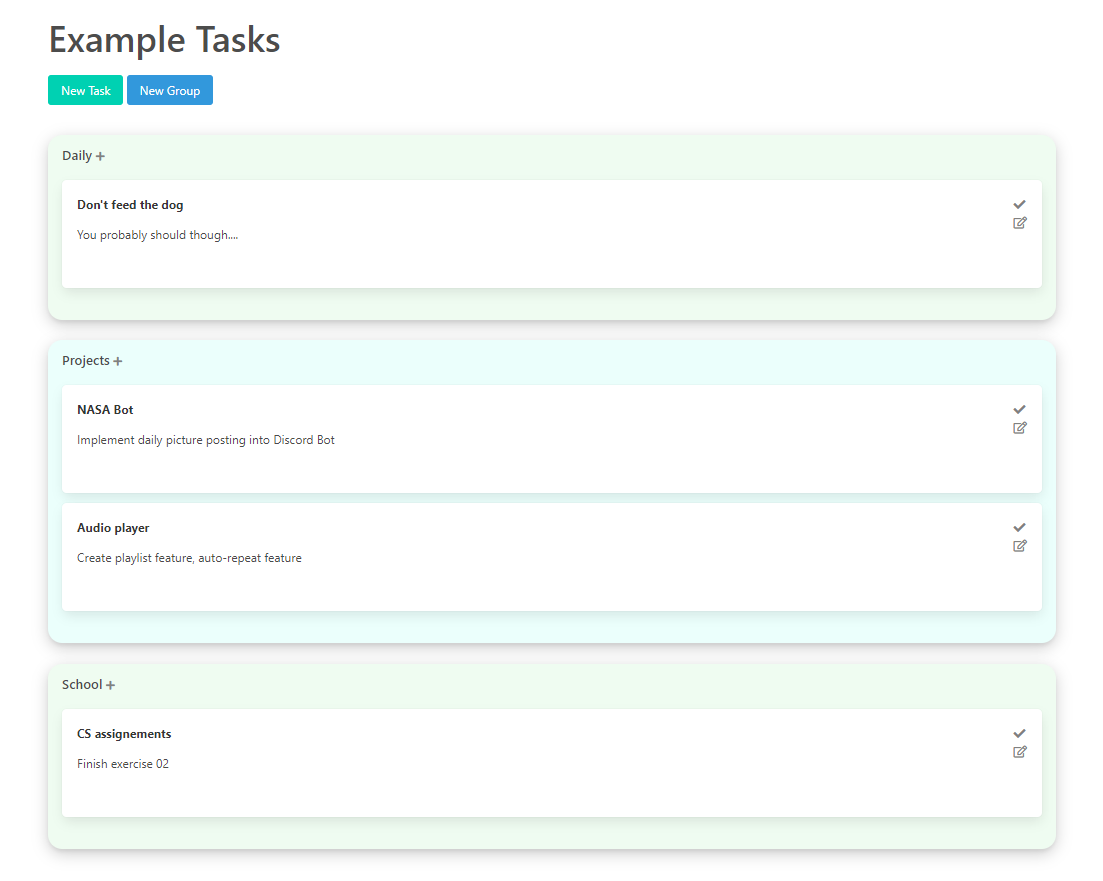 Example Tasks
New Task New Group
Daily +
Don't feed the dog
You probably should though....
Projects +
NASA Bot
Implement daily picture posting into Discord Bot
Audio player
Create playlist feature, auto-repeat feature
School +
CS assignements
Finish exercise 02